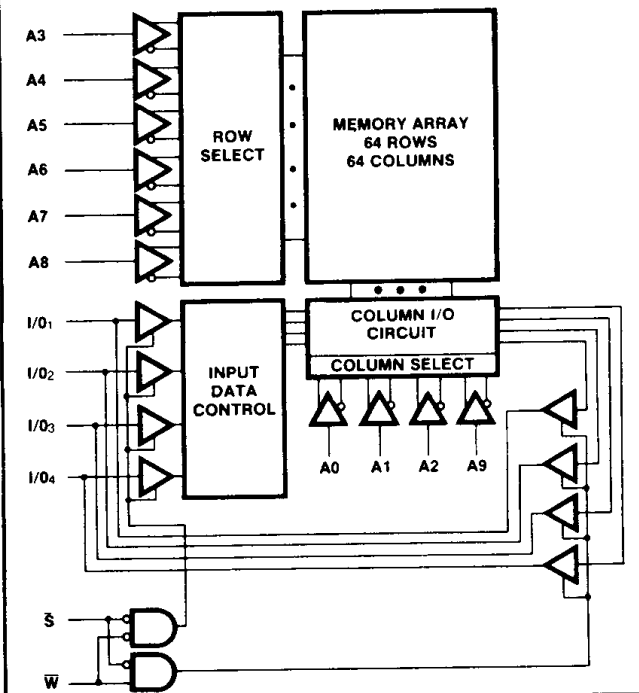 A3
A4
A5
A6
A7
A8
ROW
SELECT
MEMORY ARRAY
64 ROWS
64 COLUMNS
I/O1
I/O2
I/O3
I/O4
INPUT
DATA
CONTROL
COLUMN I/O
CIRCUIT
COLUMN SELECT
A0 A1 A2 A9
S̅
W̅